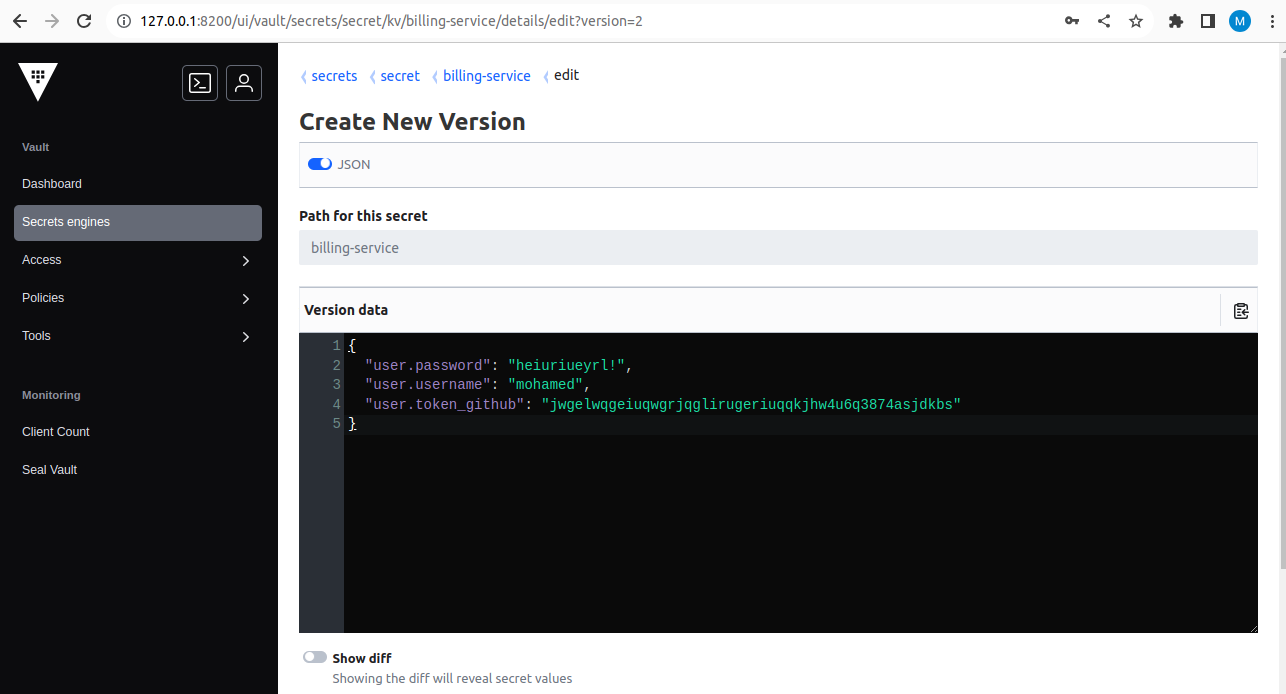 127.0.0.1:8200/ui/vault/secrets/secret/kv/billing-service/details/edit?version=2
M
secrets
secret
billing-service
edit
Create New Version
JSON
Path for this secret
billing-service
Version data
1 {
2 "user.password": "heiuriueyrl!",
3 "user.username": "mohamed",
4 "user.token_github": "jwgelwqgeiuqwgrjqglirugeriuqqkjhw4u6q3874asjdkbs"
5 }
Show diff
Showing the diff will reveal secret values
Vault
Dashboard
Secrets engines
Access
Policies
Tools
Monitoring
Client Count
Seal Vault